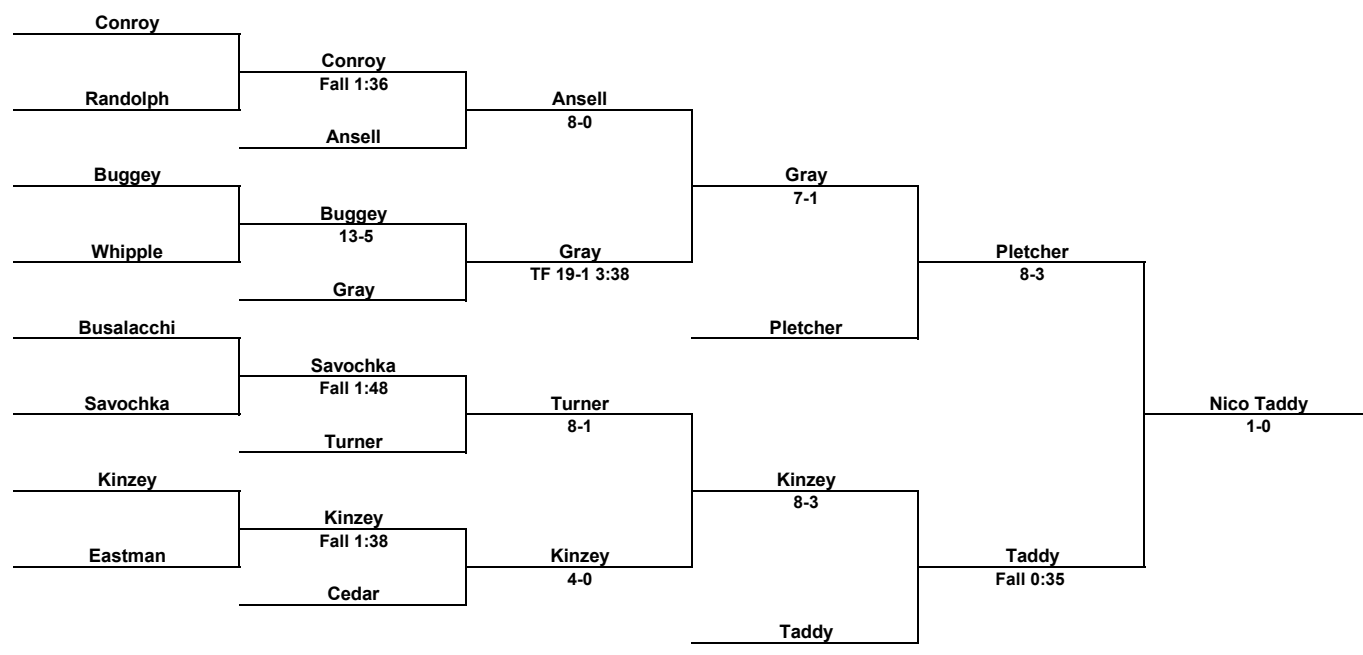 Conroy
Randolph
Buggey
Whipple
Busalacchi
Savochka
Kinzey
Eastman
Conroy
Fall 1:36
Ansell
Buggey
13-5
Gray
Savochka
Fall 1:48
Turner
Kinzey
Fall 1:38
Cedar
Ansell
8-0
Gray
TF 19-1 3:38
Turner
8-1
Kinzey
4-0
Gray
7-1
Pletcher
Kinzey
8-3
Taddy
Pletcher
8-3
Taddy
Fall 0:35
Nico Taddy
1-0